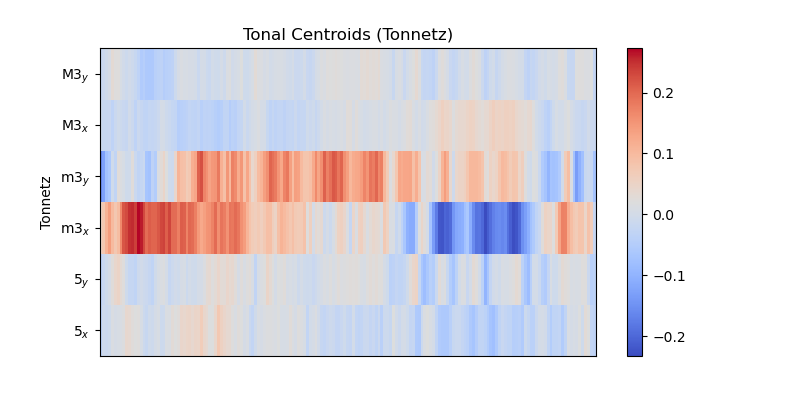 Tonal Centroids (Tonnetz)
Tonnetz
M3y
M3x
m3y
m3x
5y
5x
0.2
0.1
0.0
−0.1
−0.2